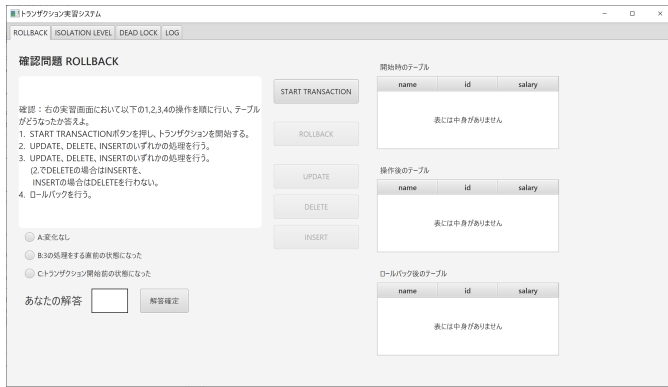 トランザクション実習システム
ROLLBACK ISOLATION LEVEL DEAD LOCK LOG
確認問題 ROLLBACK
確認：右の実習画面において以下の1,2,3,4の操作を順に行い、テーブル
がどうなったか答えよ。
1. START TRANSACTIONボタンを押し、トランザクションを開始する。
2. UPDATE、DELETE、INSERTのいずれかの処理を行う。
3. UPDATE、DELETE、INSERTのいずれかの処理を行う。
(2.でDELETEの場合はINSERTを、
INSERTの場合はDELETEを行わない。
4. ロールバックを行う。
A:変化なし
B:3の処理をする直前の状態になった
C:トランザクション開始前の状態になった
あなたの解答
解答確定
START TRANSACTION
ROLLBACK
UPDATE
DELETE
INSERT
開始時のテーブル
name id salary
表には中身がありません
操作後のテーブル
name id salary
表には中身がありません
ロールバック後のテーブル
name id salary
表には中身がありません